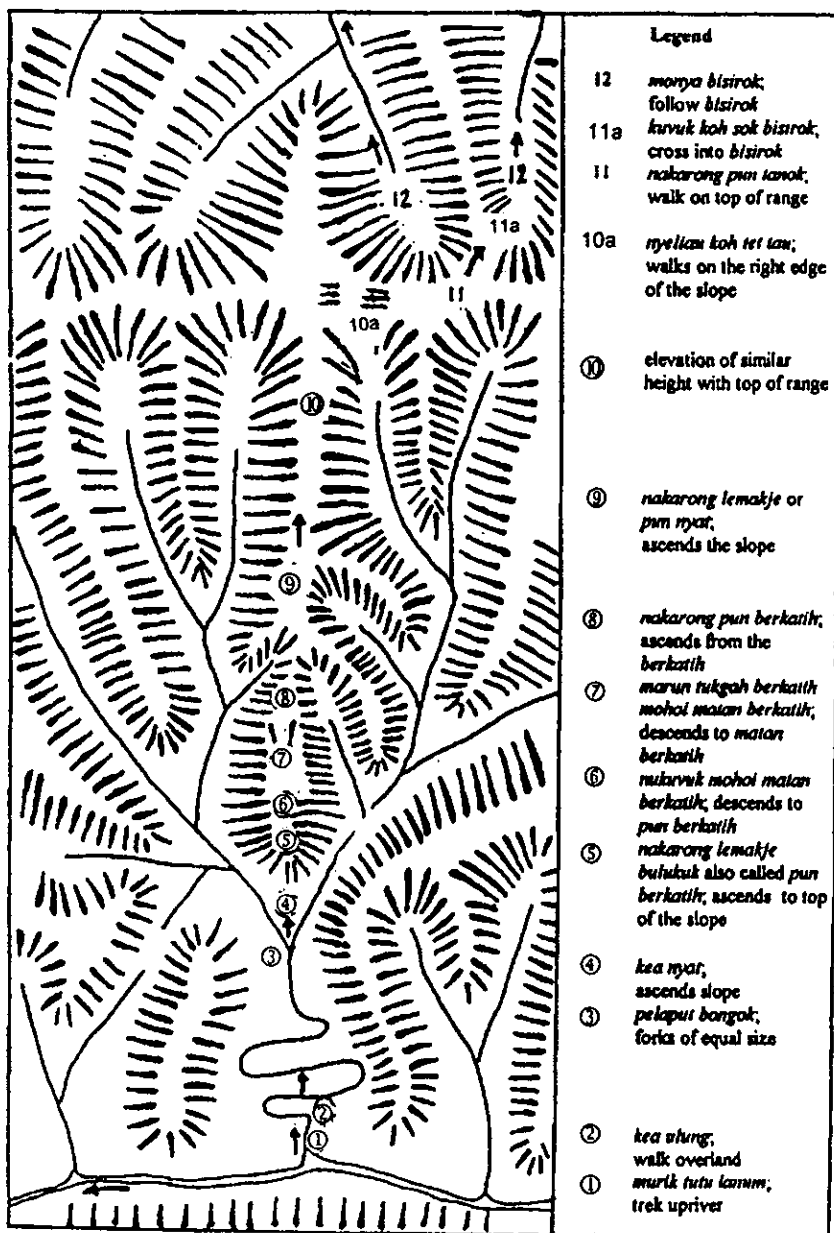 12
12
11a
11
10a
⑩
⑨
⑧
⑦
⑥
⑤
④
③
②
①
Legend
12 monya bisirok;
follow bisirok
11a kuvuk koh sok bisirok;
cross into bisirok
11 nakarong pun tanok;
walk on top of range
10a nyeliau koh tet tau;
walks on the right edge
of the slope
⑩ elevation of similar
height with top of range
⑨ nakarong lemakje or
pun nyat;
ascends the slope
⑧ nakarong pun berkatih;
ascends from the
berkatih
⑦ marun tukgah berkatih
mohoi matan berkatih;
descends to matan
berkatih
⑥ mohoi matan
berkatih; descends to
pun berkatih
⑤ nakarong lemakje
bulukuk also called pun
berkatih; ascends to top
of the slope
④ kea nyat;
ascends slope
③ pelaput bangok;
forks of equal size
② kea ulung;
walk overland
① murik tutu lanum;
trek upriver